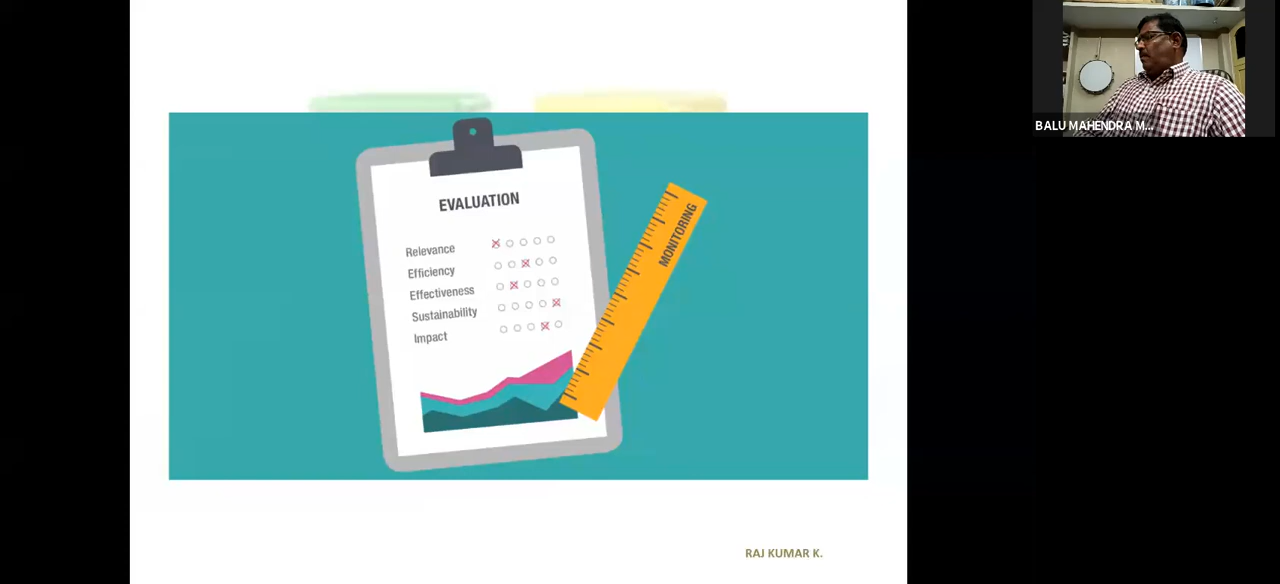 BALU MAHENDRA M...
EVALUATION
MONITORING
Relevance
Efficiency
Effectiveness
Sustainability
Impact
RAJ KUMAR K.